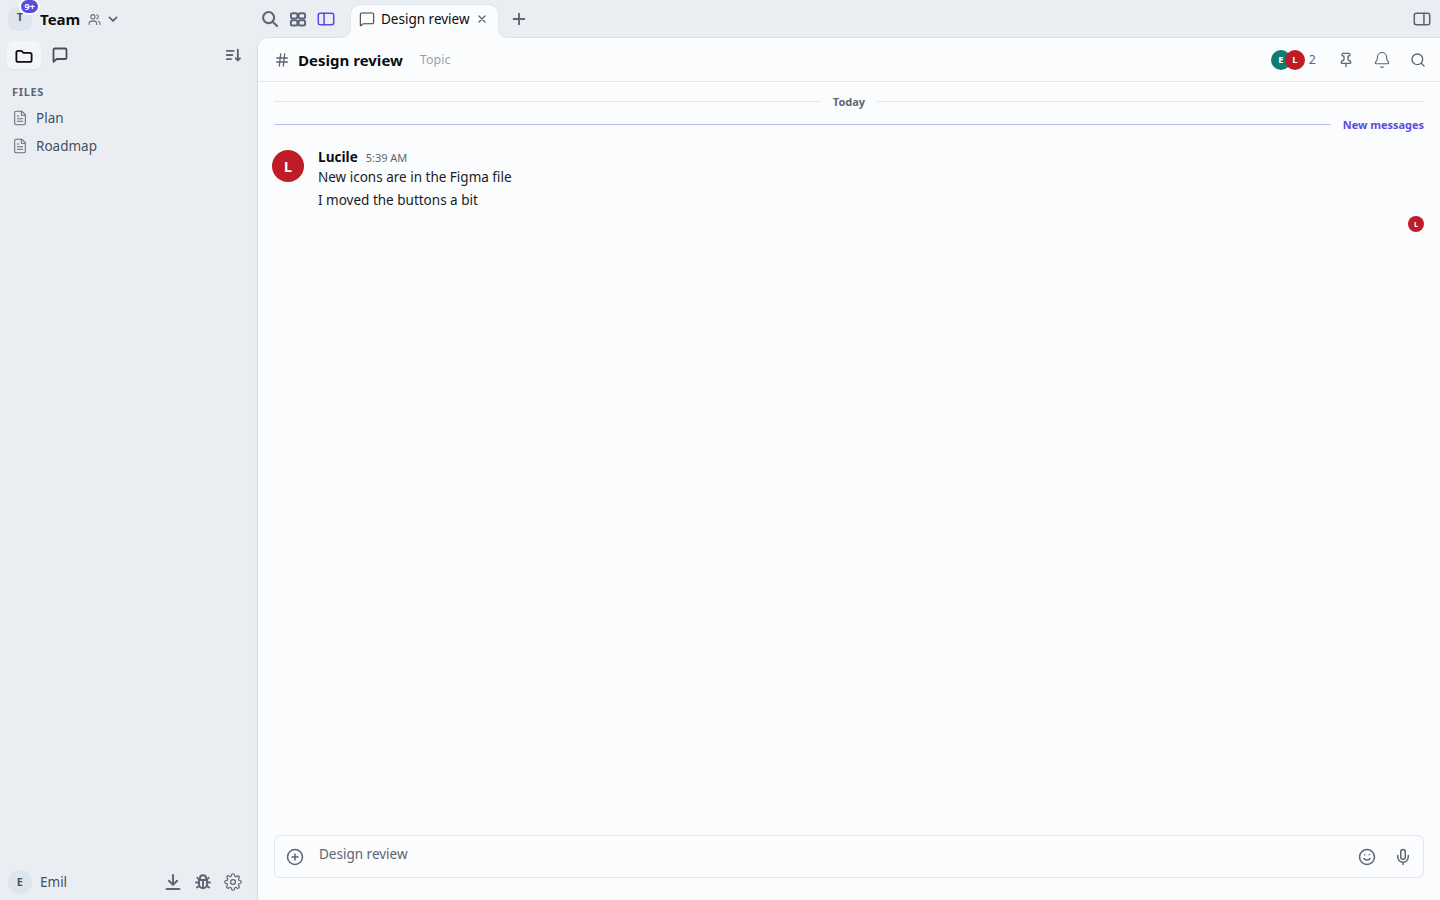 9+
T
Team
Design review
# Design review
Topic
E
L
2
FILES
Plan
Roadmap
Today
New messages
L
Lucile 5:39 AM
New icons are in the Figma file
I moved the buttons a bit
L
Design review
E
Emil